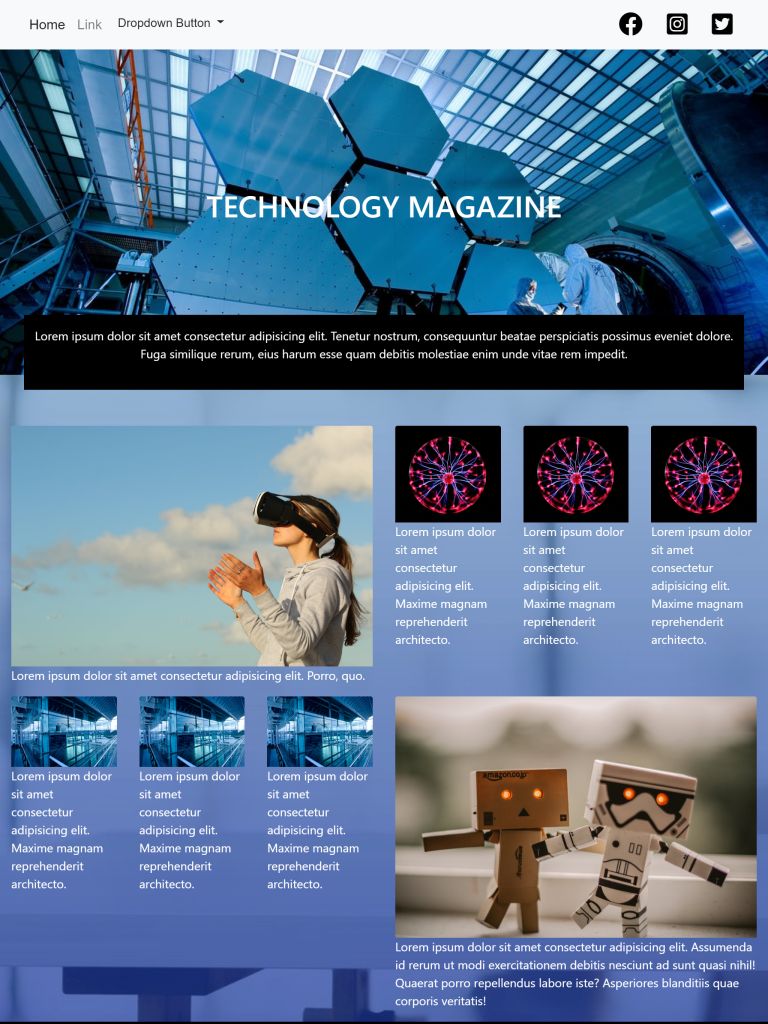 Home Link Dropdown Button
TECHNOLOGY MAGAZINE
Lorem ipsum dolor sit amet consectetur adipisicing elit. Tenetur nostrum, consequuntur beatae perspiciatis possimus eveniet dolore.
Fuga similique rerum, eius harum esse quam debitis molestiae enim unde vitae rem impedit.
Lorem ipsum dolor sit amet consectetur adipisicing elit. Porro, quo.
Lorem ipsum dolor
sit amet
consectetur
adipisicing elit.
Maxime magnam
reprehenderit
architecto.
Lorem ipsum dolor
sit amet
consectetur
adipisicing elit.
Maxime magnam
reprehenderit
architecto.
Lorem ipsum dolor
sit amet
consectetur
adipisicing elit.
Maxime magnam
reprehenderit
architecto.
Lorem ipsum dolor
sit amet
consectetur
adipisicing elit.
Maxime magnam
reprehenderit
architecto.
Lorem ipsum dolor
sit amet
consectetur
adipisicing elit.
Maxime magnam
reprehenderit
architecto.
Lorem ipsum dolor
sit amet
consectetur
adipisicing elit.
Maxime magnam
reprehenderit
architecto.
amazon.co.jp
Lorem ipsum dolor sit amet consectetur adipisicing elit. Assumenda
id rerum ut modi exercitationem debitis nesciunt ad sunt quasi nihil!
Quaerat porro repellendus labore iste? Asperiores blanditiis quae
corporis veritatis!